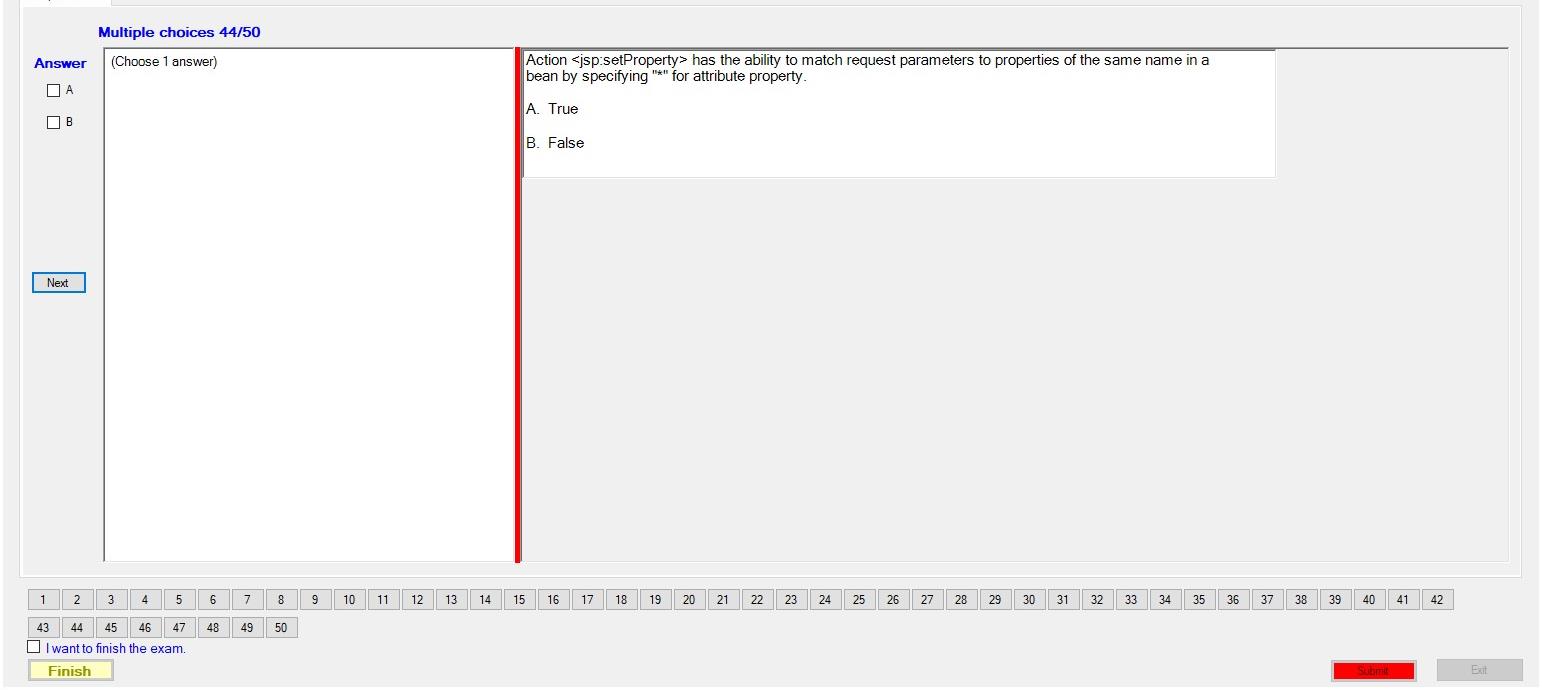 Multiple choices 44/50
Answer
(Choose 1 answer)
A
B
Next
Action <jsp:setProperty> has the ability to match request parameters to properties of the same name in a
bean by specifying "*" for attribute property.
A. True
B. False
1 2 3 4 5 6 7 8 9 10 11 12 13 14 15 16 17 18 19 20 21 22 23 24 25 26 27 28 29 30 31 32 33 34 35 36 37 38 39 40 41 42
43 44 45 46 47 48 49 50
I want to finish the exam.
Finish
Submit
Exit